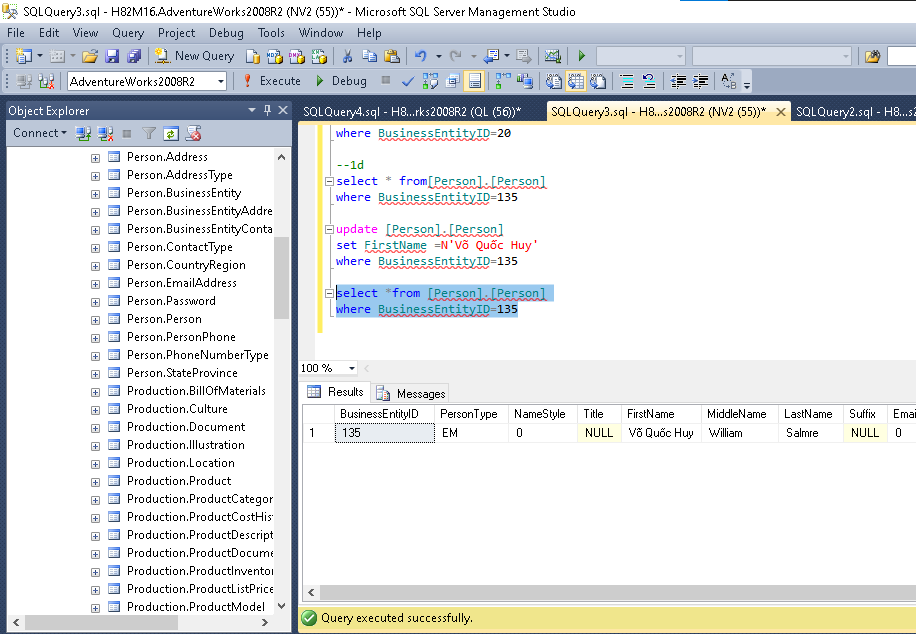 SQLQuery3.sql - H82M16.AdventureWorks2008R2 (NV2 (55))* - Microsoft SQL Server Management Studio
File Edit View Query Project Debug Tools Window Help
New Query
AdventureWorks2008R2 Execute Debug
Object Explorer
Connect
Person.Address
Person.AddressType
Person.BusinessEntity
Person.BusinessEntityAddre
Person.BusinessEntityConta
Person.ContactType
Person.CountryRegion
Person.EmailAddress
Person.Password
Person.Person
Person.PersonPhone
Person.PhoneNumberType
Person.StateProvince
Production.BillOfMaterials
Production.Culture
Production.Document
Production.Illustration
Production.Location
Production.Product
Production.ProductCategor
Production.ProductCostHis
Production.ProductDescript
Production.ProductDocume
Production.ProductInventor
Production.ProductListPrice
Production.ProductModel
SQLQuery4.sql - H8...rks2008R2 (QL (56))* SQLQuery3.sql - H8...s2008R2 (NV2 (55))* SQLQuery2.sql - H8...s2
where BusinessEntityID=20
--1d
select * from[Person].[Person]
where BusinessEntityID=135
update [Person].[Person]
set FirstName =N'Võ Quốc Huy'
where BusinessEntityID=135
select *from [Person].[Person]
where BusinessEntityID=135
100 %
Results Messages
BusinessEntityID PersonType NameStyle Title FirstName MiddleName LastName Suffix Emai
1 135 EM 0 NULL Võ Quốc Huy William Salmre NULL 0
Query executed successfully.